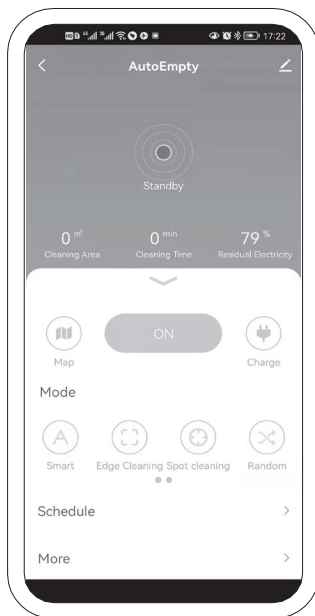 17:22
AutoEmpty
Standby
0 m² 0 min 79 %
Cleaning Area Cleaning Time Residual Electricity
ON
Map Charge
Mode
Smart Edge Cleaning Spot cleaning Random
Schedule
More